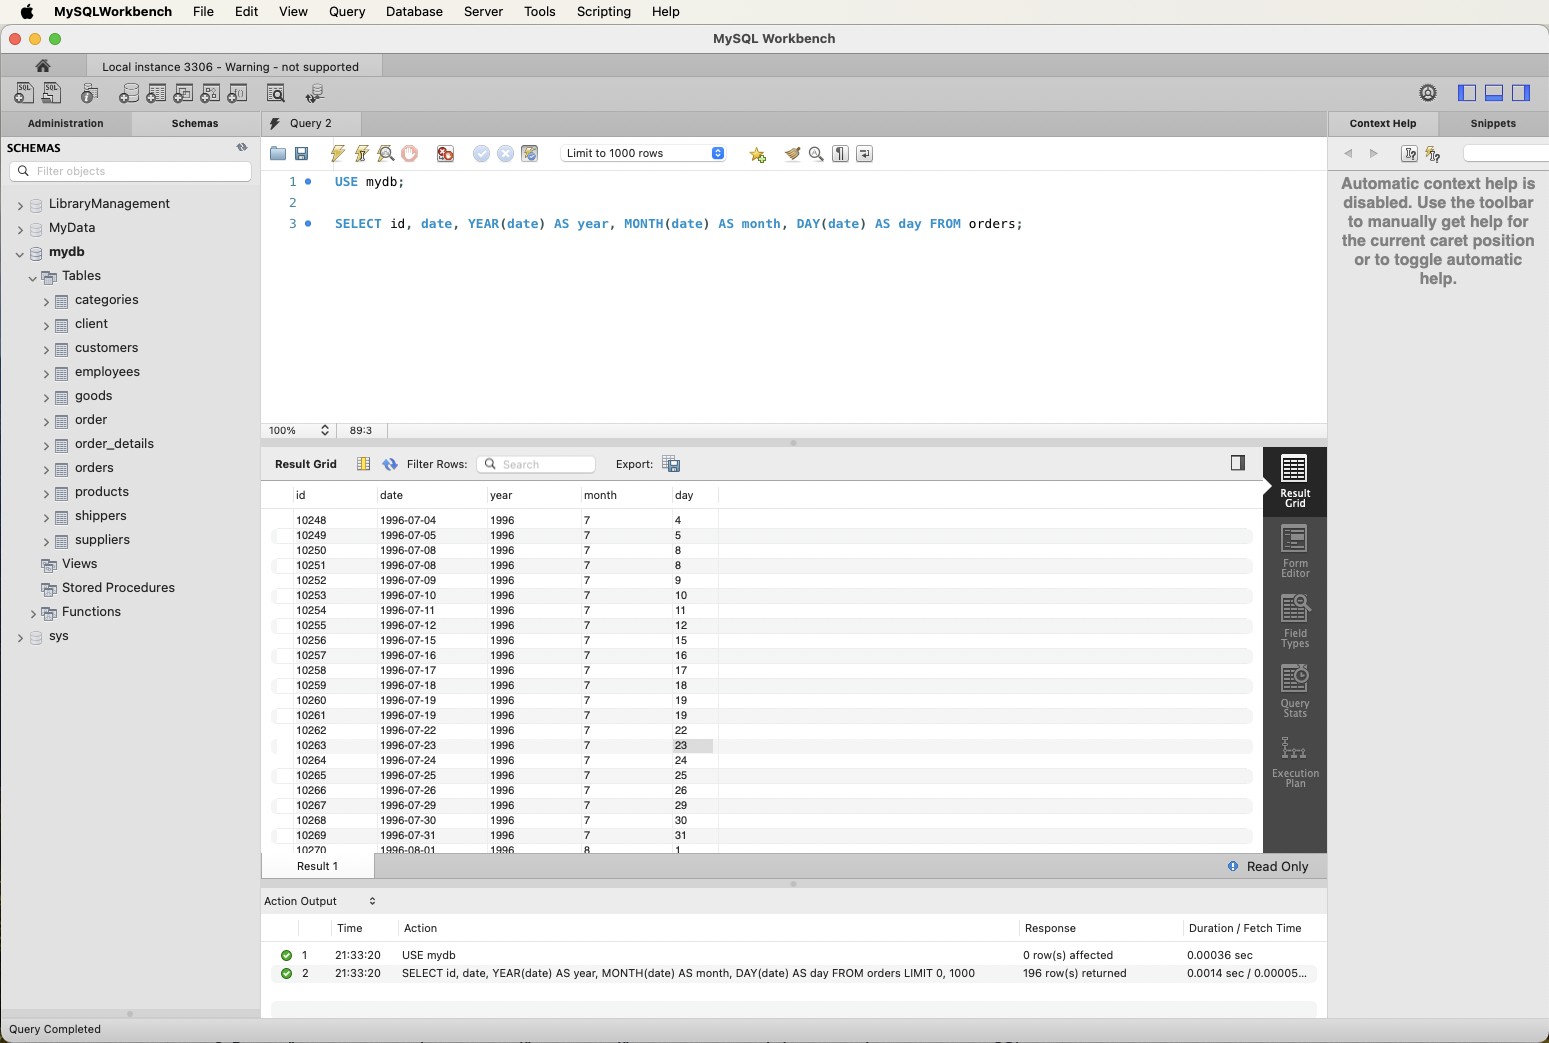 MySQLWorkbench File Edit View Query Database Server Tools Scripting Help
MySQL Workbench
Local instance 3306 - Warning - not supported
Administration Schemas Query 2 Context Help Snippets
SCHEMAS
Filter objects
LibraryManagement
MyData
mydb
Tables
categories
client
customers
employees
goods
order
order_details
orders
products
shippers
suppliers
Views
Stored Procedures
Functions
sys
Limit to 1000 rows
1 USE mydb;
2
3 SELECT id, date, YEAR(date) AS year, MONTH(date) AS month, DAY(date) AS day FROM orders;
Automatic context help is
disabled. Use the toolbar
to manually get help for
the current caret position
or to toggle automatic
help.
100% 89:3
Result Grid Filter Rows: Search Export:
id date year month day
10248 1996-07-04 1996 7 4
10249 1996-07-05 1996 7 5
10250 1996-07-08 1996 7 8
10251 1996-07-08 1996 7 8
10252 1996-07-09 1996 7 9
10253 1996-07-10 1996 7 10
10254 1996-07-11 1996 7 11
10255 1996-07-12 1996 7 12
10256 1996-07-15 1996 7 15
10257 1996-07-16 1996 7 16
10258 1996-07-17 1996 7 17
10259 1996-07-18 1996 7 18
10260 1996-07-19 1996 7 19
10261 1996-07-19 1996 7 19
10262 1996-07-22 1996 7 22
10263 1996-07-23 1996 7 23
10264 1996-07-24 1996 7 24
10265 1996-07-25 1996 7 25
10266 1996-07-26 1996 7 26
10267 1996-07-29 1996 7 29
10268 1996-07-30 1996 7 30
10269 1996-07-31 1996 7 31
10270 1996-08-01 1996 8 1
Result
Grid
Form
Editor
Field
Types
Query
Stats
Execution
Plan
Result 1 Read Only
Action Output
Time Action Response Duration / Fetch Time
1 21:33:20 USE mydb 0 row(s) affected 0.00036 sec
2 21:33:20 SELECT id, date, YEAR(date) AS year, MONTH(date) AS month, DAY(date) AS day FROM orders LIMIT 0, 1000 196 row(s) returned 0.0014 sec / 0.00005...
Query Completed